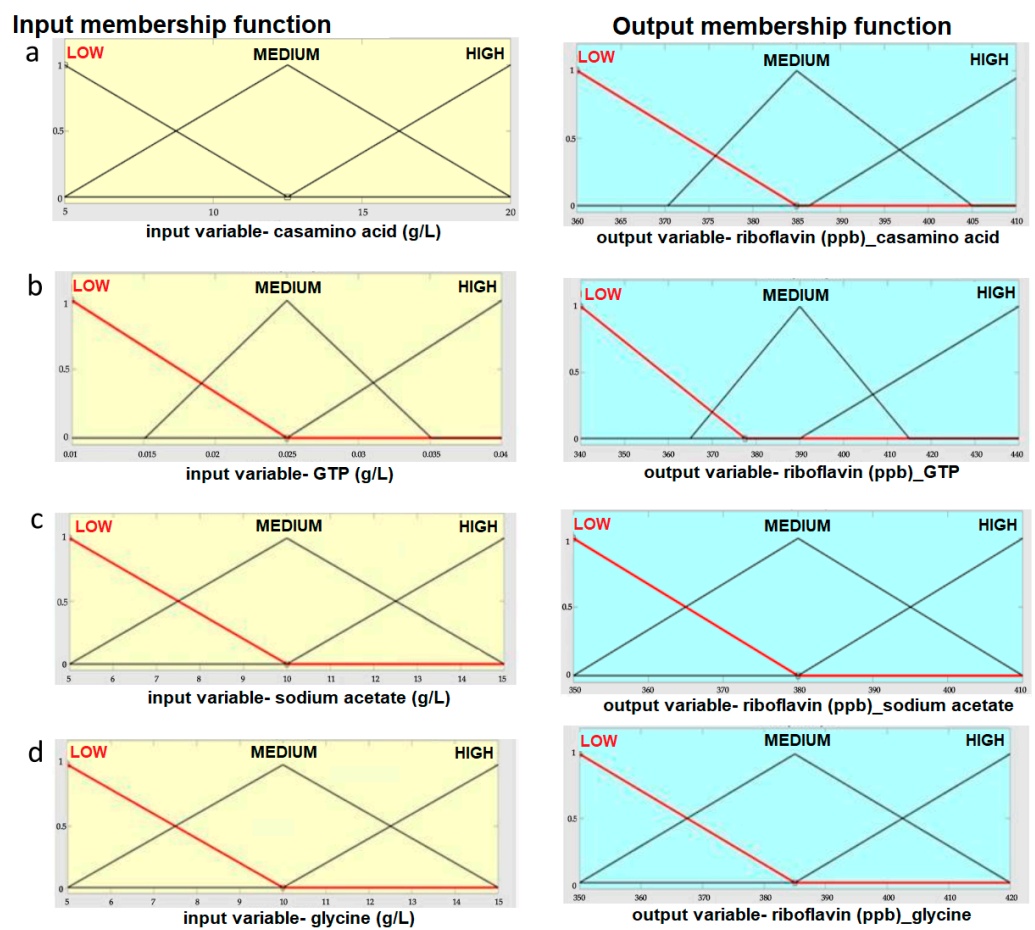 Input membership function
Output membership function
a
LOW
MEDIUM
HIGH
1
0.5
0
5
10
15
20
input variable- casamino acid (g/L)
LOW
MEDIUM
HIGH
1
0.5
0
360
365
370
375
380
385
390
395
400
405
410
output variable- riboflavin (ppb)_casamino acid
b
LOW
MEDIUM
HIGH
1
0.5
0
0.01
0.015
0.02
0.025
0.03
0.035
0.04
input variable- GTP (g/L)
LOW
MEDIUM
HIGH
1
0.5
0
340
350
360
370
380
390
400
410
420
430
440
output variable- riboflavin (ppb)_GTP
c
LOW
MEDIUM
HIGH
1
0.5
0
5
6
7
8
9
10
11
12
13
14
15
input variable- sodium acetate (g/L)
LOW
MEDIUM
HIGH
1
0.5
0
350
360
370
380
390
400
410
output variable- riboflavin (ppb)_sodium acetate
d
LOW
MEDIUM
HIGH
1
0.5
0
5
6
7
8
9
10
11
12
13
14
15
input variable- glycine (g/L)
LOW
MEDIUM
HIGH
1
0.5
0
350
360
370
380
390
400
410
420
output variable- riboflavin (ppb)_glycine